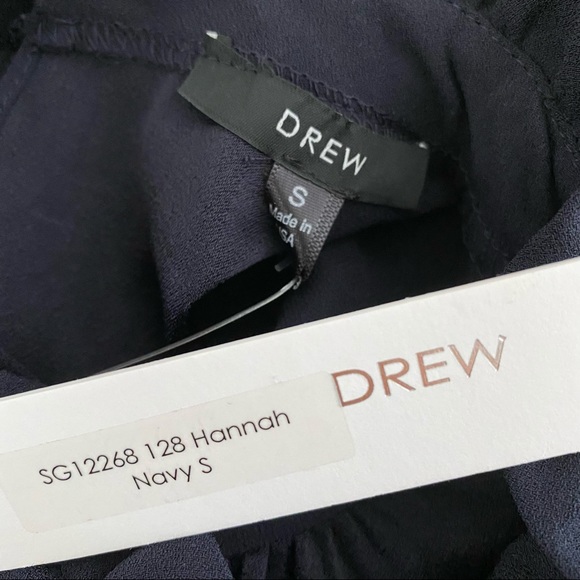 DREW
S
Made in
USA
DREW
SG12268 128 Hannah
Navy S